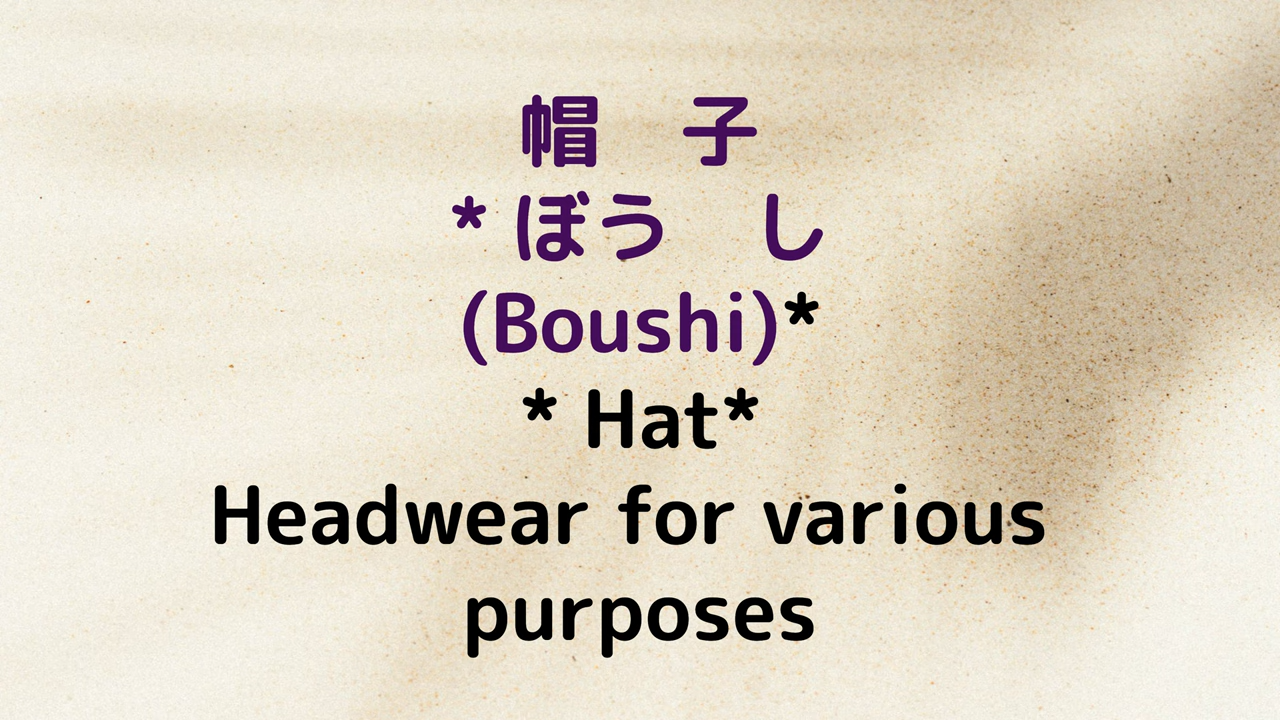 帽　子
* ぼう　し
(Boushi)*
* Hat*
Headwear for various
purposes